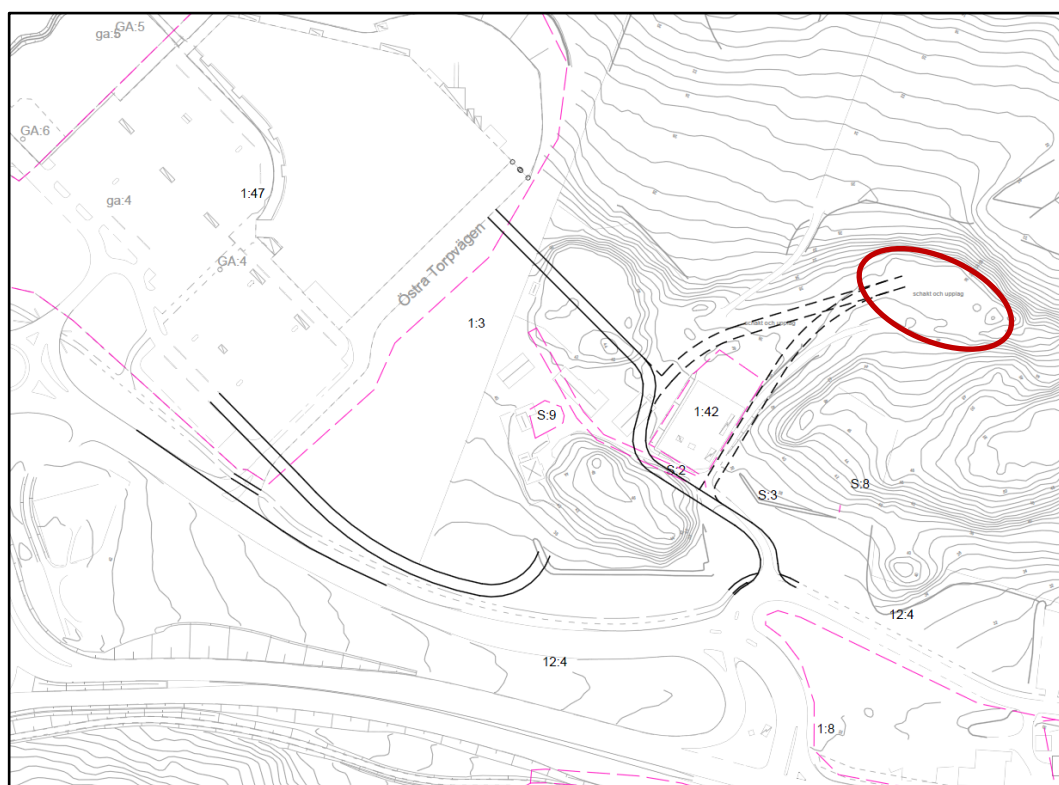 GA:5
ga:5
GA:6
1:47
ga:4
GA:4
Östra Torpvägen
schakt och upplag
1:3
schakt och upplag
S:9
1:42
S:2
S:3
S:8
12:4
12:4
1:8